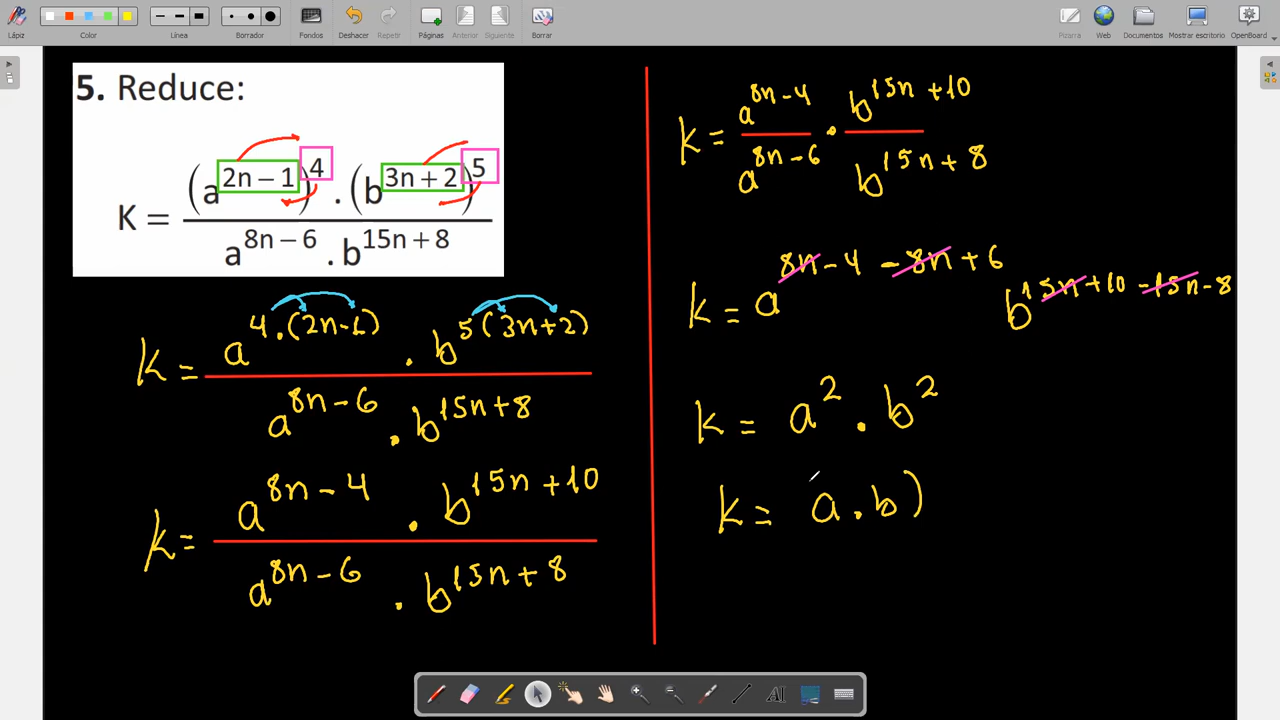 Lápiz Color Línea Borrador Fondos Deshacer Repetir Páginas Anterior Siguiente Borrar Pizarra Web Documentos Mostrar escritorio OpenBoard
5. Reduce:
K = (a^{2n − 1})^4 . (b^{3n + 2})^5 / a^{8n − 6} . b^{15n + 8}
K = a^{4.(2n-1)} . b^{5(3n+2)} / a^{8n-6} . b^{15n+8}
K = a^{8n-4} . b^{15n+10} / a^{8n-6} . b^{15n+8}
K = a^{8n-4} / a^{8n-6} . b^{15n+10} / b^{15n+8}
K = a^{8n-4-8n+6} b^{15n+10-15n-8}
K = a^2 . b^2
K = a . b)
AI